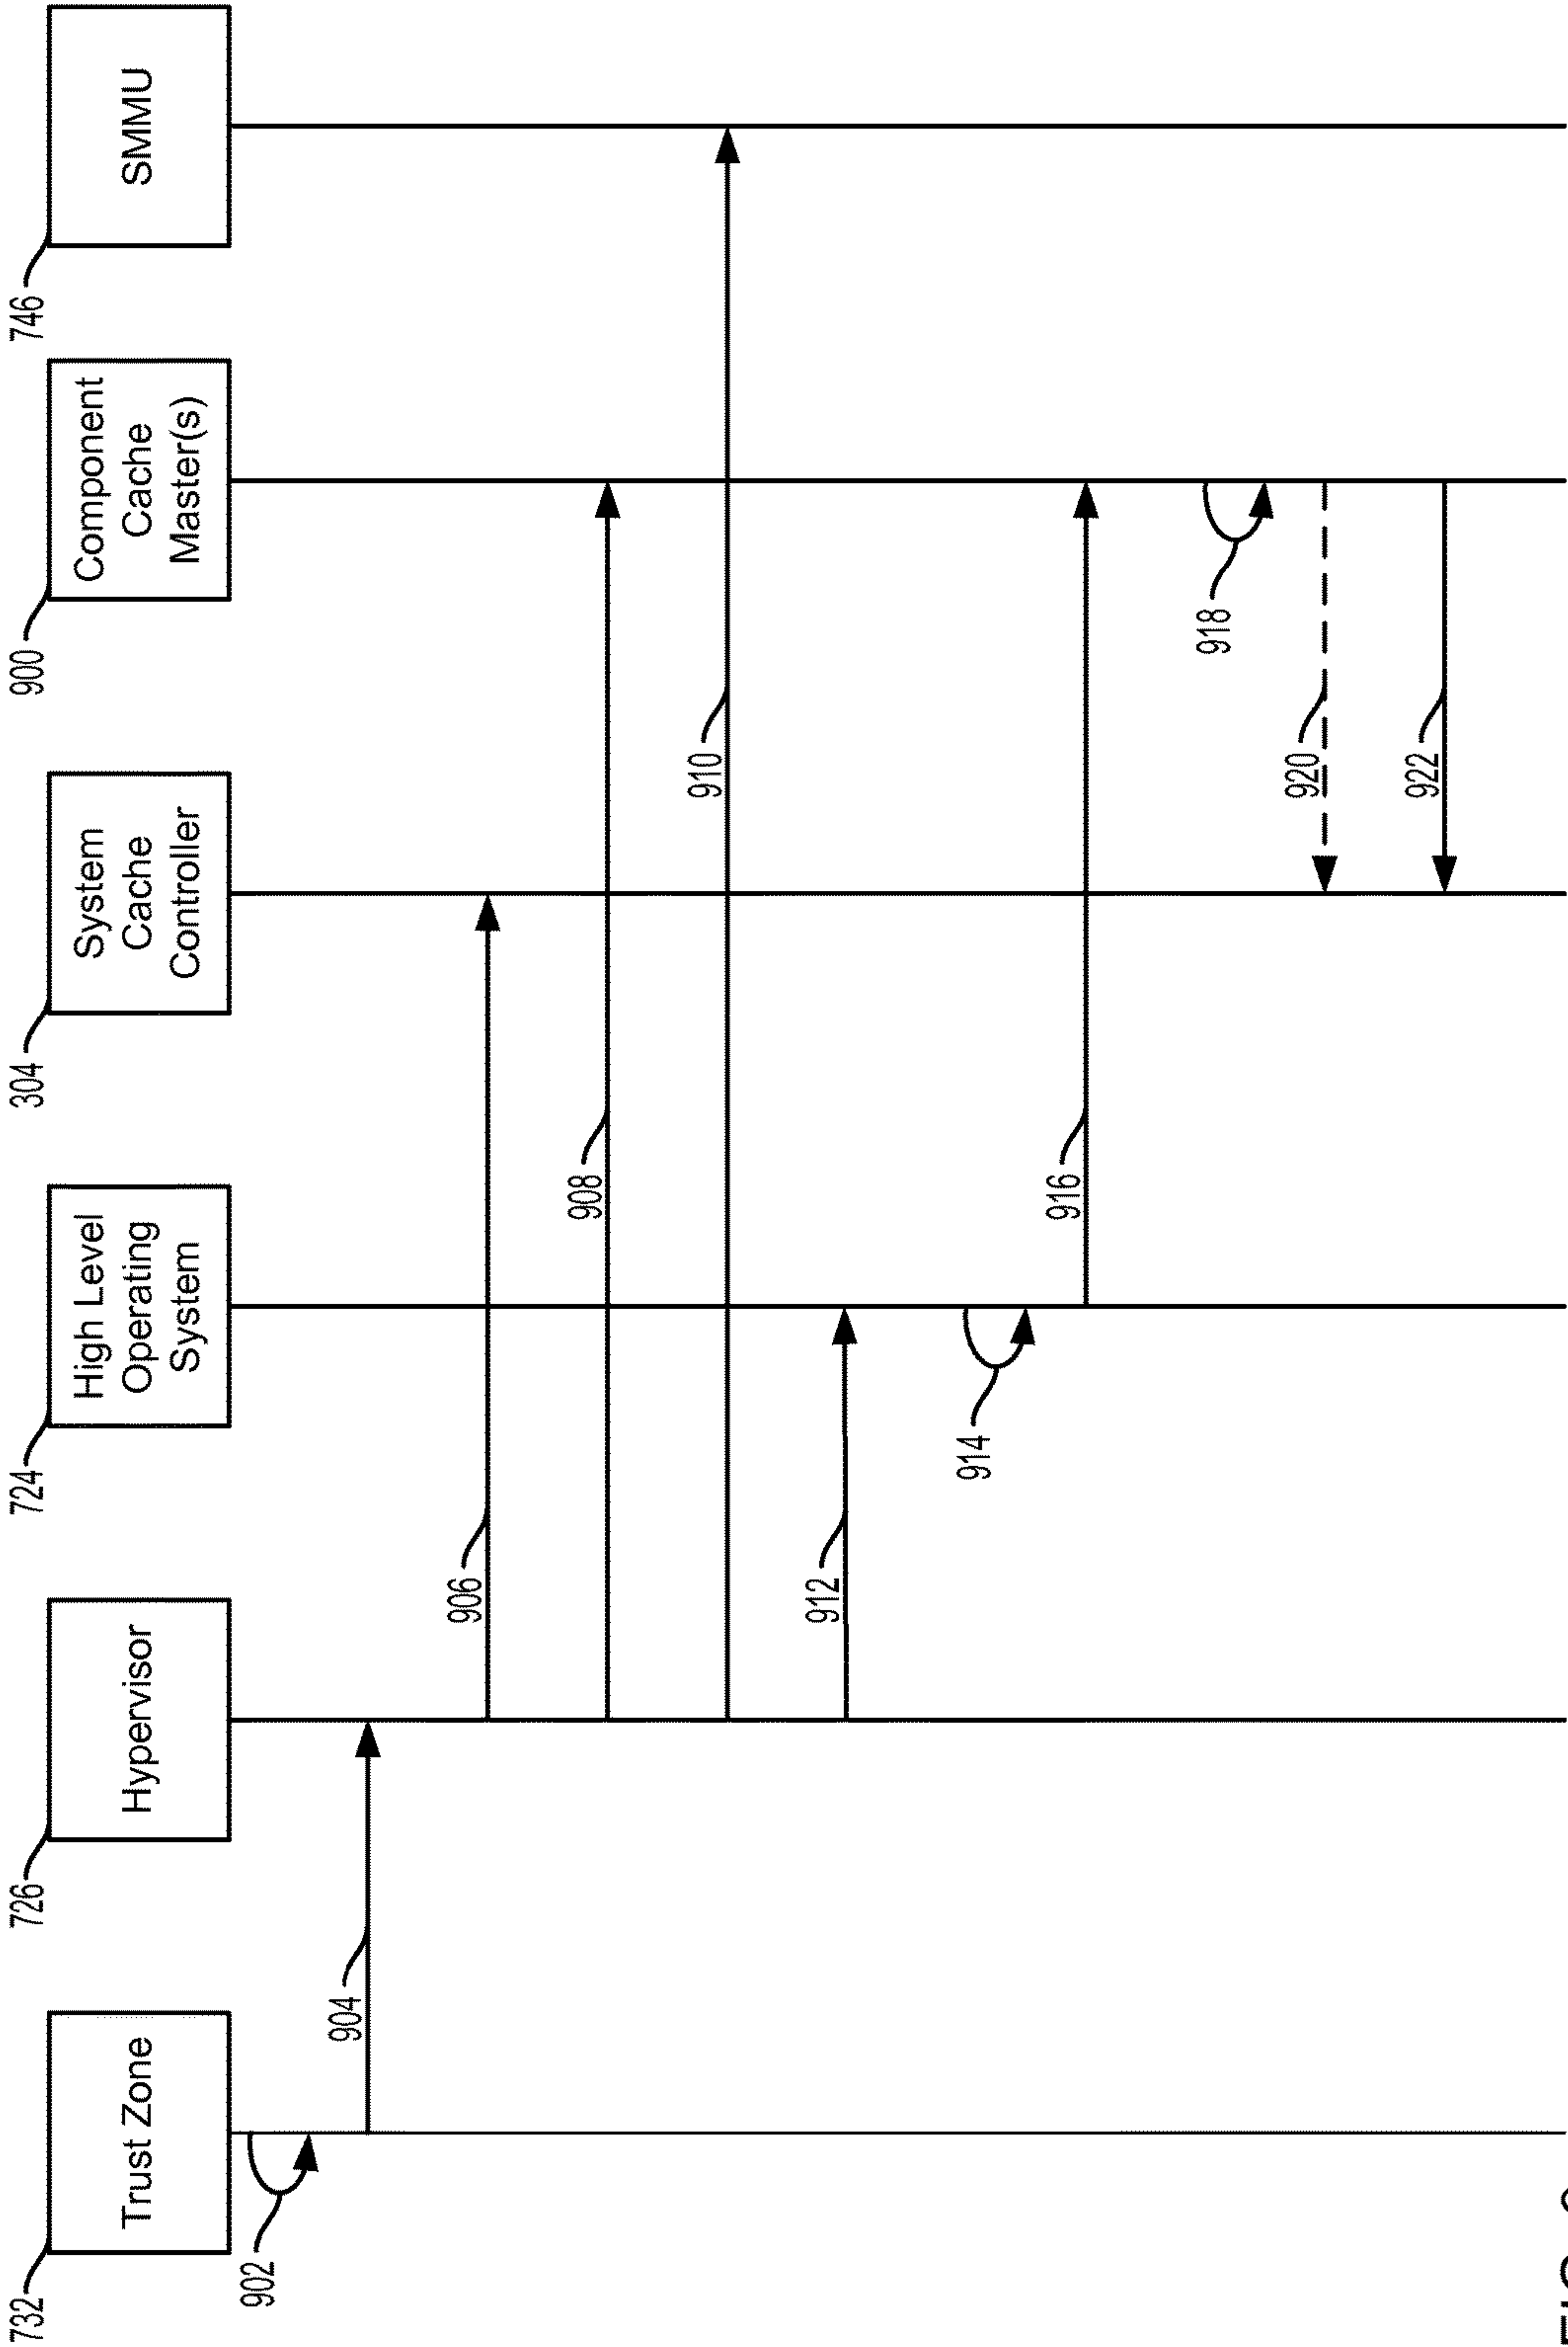 732
Trust Zone
726
Hypervisor
724
High Level
Operating
System
304
System
Cache
Controller
900
Component
Cache
Master(s)
746
SMMU
902
904
906
908
910
912
914
916
918
920
922